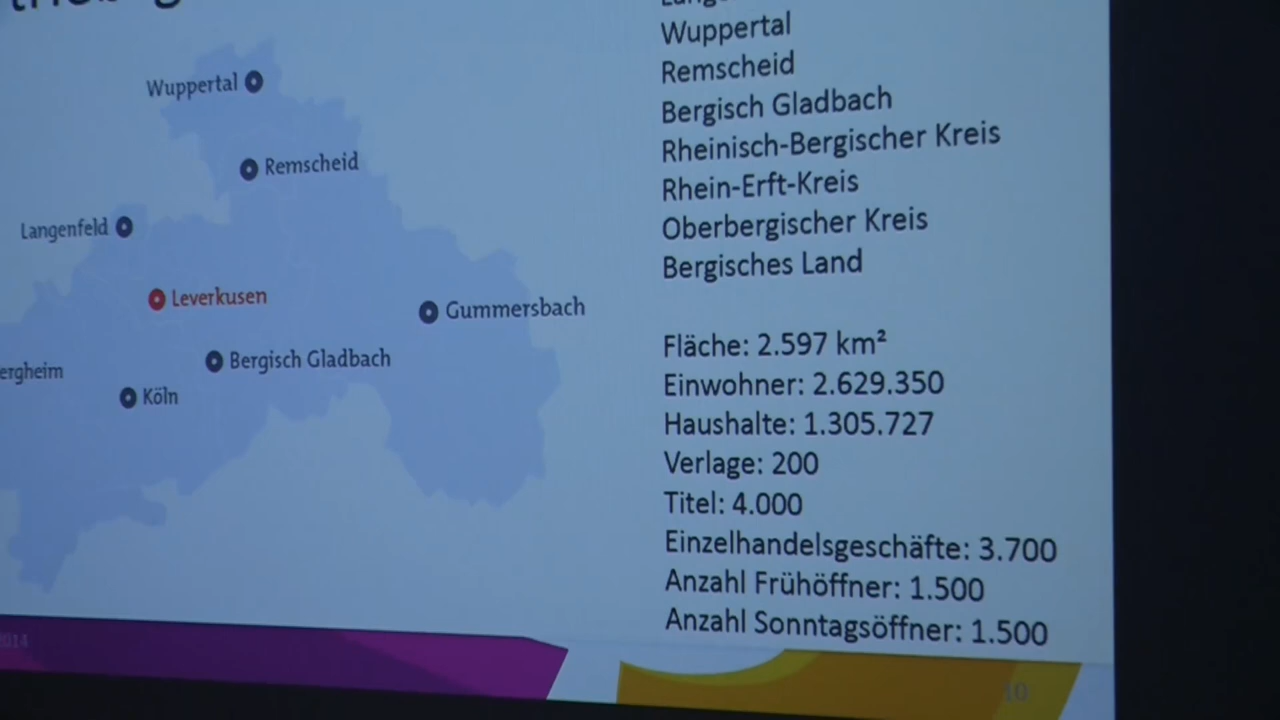 Wuppertal
Remscheid
Langenfeld
Leverkusen
Gummersbach
Bergisch Gladbach
Köln
Wuppertal
Remscheid
Bergisch Gladbach
Rheinisch-Bergischer Kreis
Rhein-Erft-Kreis
Oberbergischer Kreis
Bergisches Land
Fläche: 2.597 km²
Einwohner: 2.629.350
Haushalte: 1.305.727
Verlage: 200
Titel: 4.000
Einzelhandelsgeschäfte: 3.700
Anzahl Frühöffner: 1.500
Anzahl Sonntagsöffner: 1.500
10